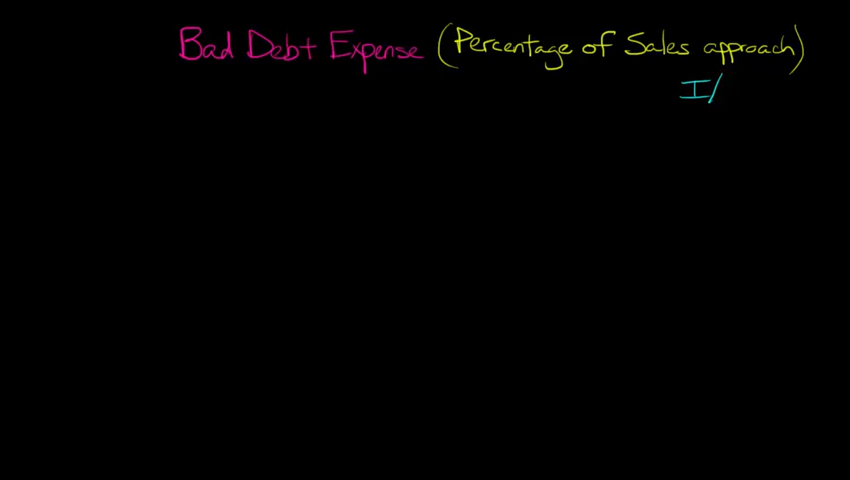 Bad Debt Expense (Percentage of Sales approach)
I/